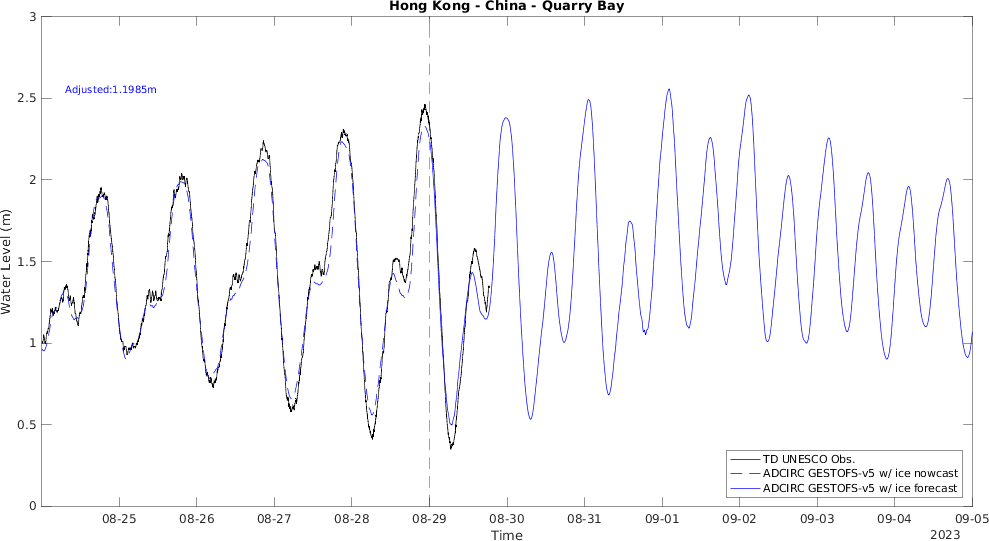 Hong Kong - China - Quarry Bay
3
2.5
2
1.5
1
0.5
0
Water Level (m)
Adjusted:1.1985m
TD UNESCO Obs.
ADCIRC GESTOFS-v5 w/ ice nowcast
ADCIRC GESTOFS-v5 w/ ice forecast
08-25 08-26 08-27 08-28 08-29 08-30 08-31 09-01 09-02 09-03 09-04 09-05
Time
2023